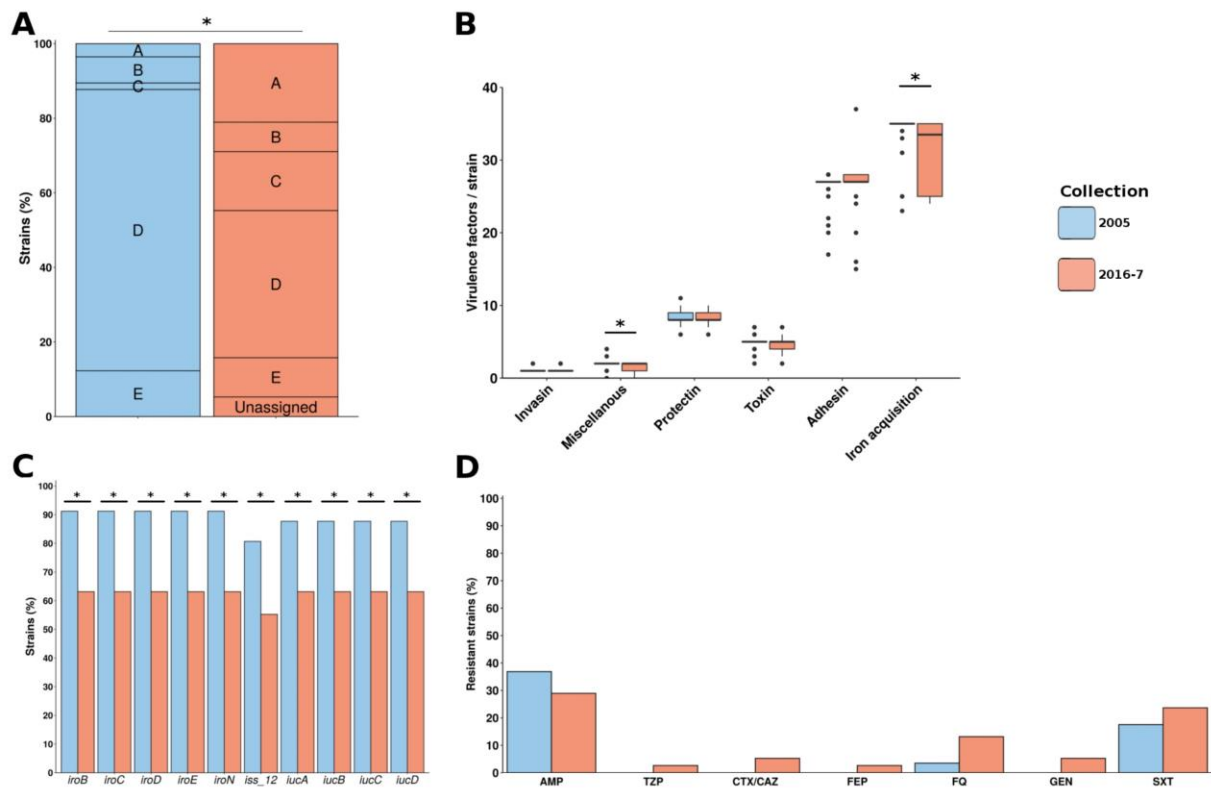 A
*
Strains (%)
100
80
60
40
20
0
A
B
C
D
E
A
B
C
D
E
Unassigned
B
Virulence factors / strain
40
30
20
10
0
*
*
Invasin
Miscellanous
Protectin
Toxin
Adhesin
Iron acquisition
Collection
2005
2016-7
C
Strains (%)
100
90
80
70
60
50
40
30
20
10
0
* * * * * * * * * *
iroB iroC iroD iroE iroN iss_12 iucA iucB iucC iucD
D
Resistant strains (%)
100
90
80
70
60
50
40
30
20
10
0
AMP TZP CTX/CAZ FEP FQ GEN SXT